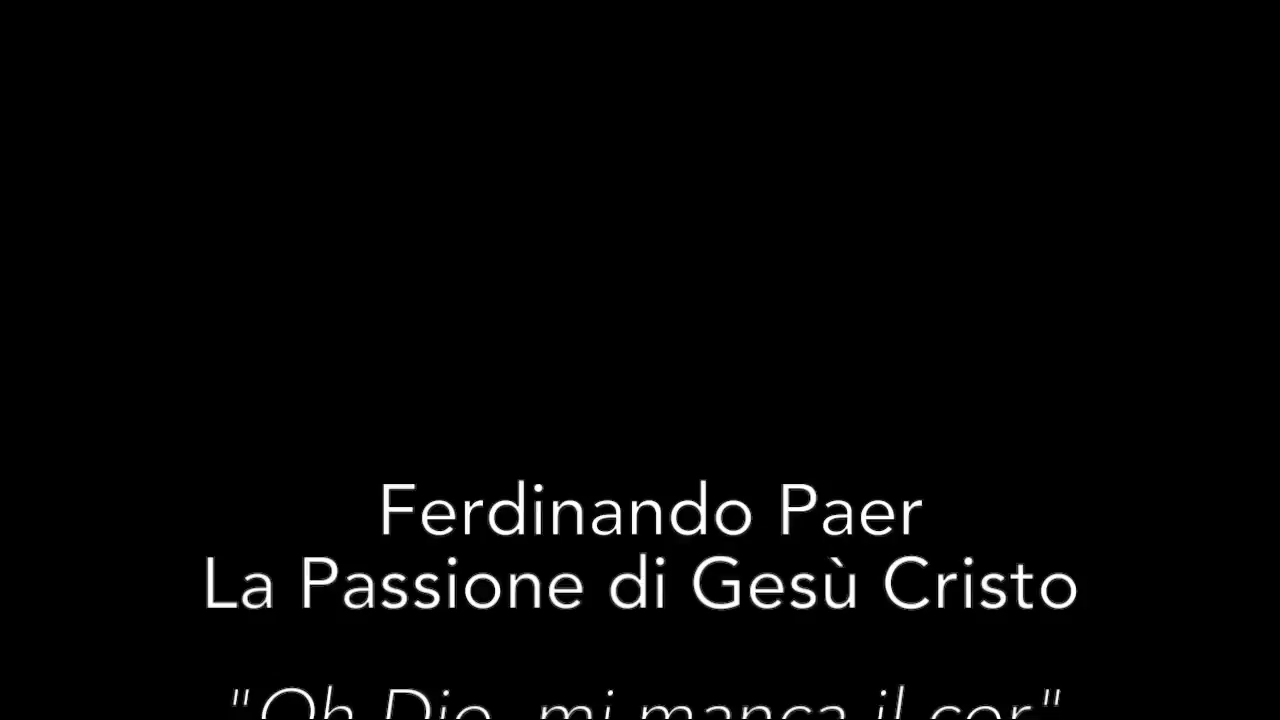 Ferdinando Paer
La Passione di Gesù Cristo
"Oh Dio, mi manca il cor"